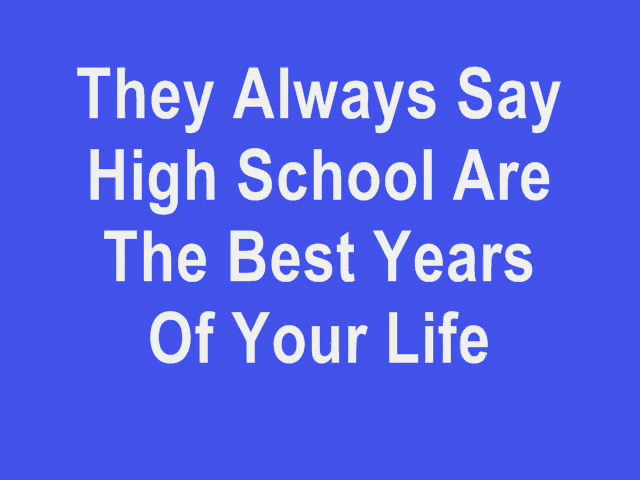 They Always Say
High School Are
The Best Years
Of Your Life